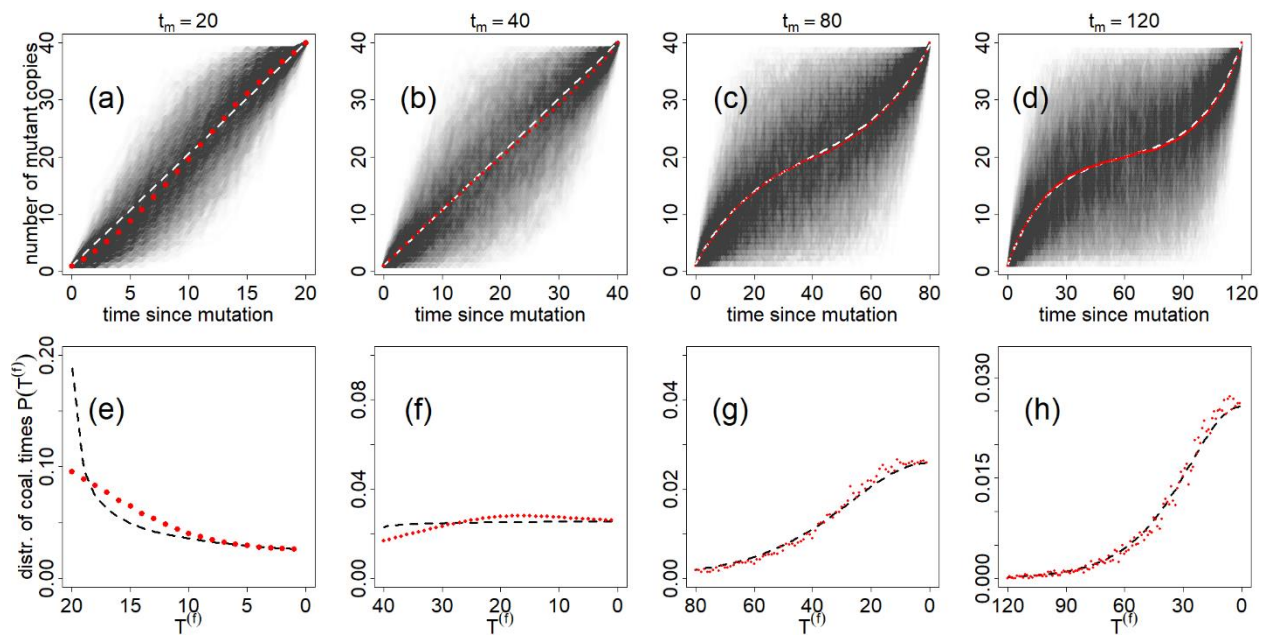 tₘ = 20 tₘ = 40 tₘ = 80 tₘ = 120
number of mutant copies
0 10 20 30 40
(a)
0 5 10 15 20
time since mutation
0 10 20 30 40
(b)
0 10 20 30 40
time since mutation
0 10 20 30 40
(c)
0 20 40 60 80
time since mutation
0 10 20 30 40
(d)
0 30 60 90 120
time since mutation
distr. of coal. times P(T⁽ᶠ⁾)
0.00 0.10 0.20
(e)
20 15 10 5 0
T⁽ᶠ⁾
0.00 0.04 0.08
(f)
40 30 20 10 0
T⁽ᶠ⁾
0.00 0.02 0.04
(g)
80 60 40 20 0
T⁽ᶠ⁾
0.000 0.015 0.030
(h)
120 90 60 30 0
T⁽ᶠ⁾